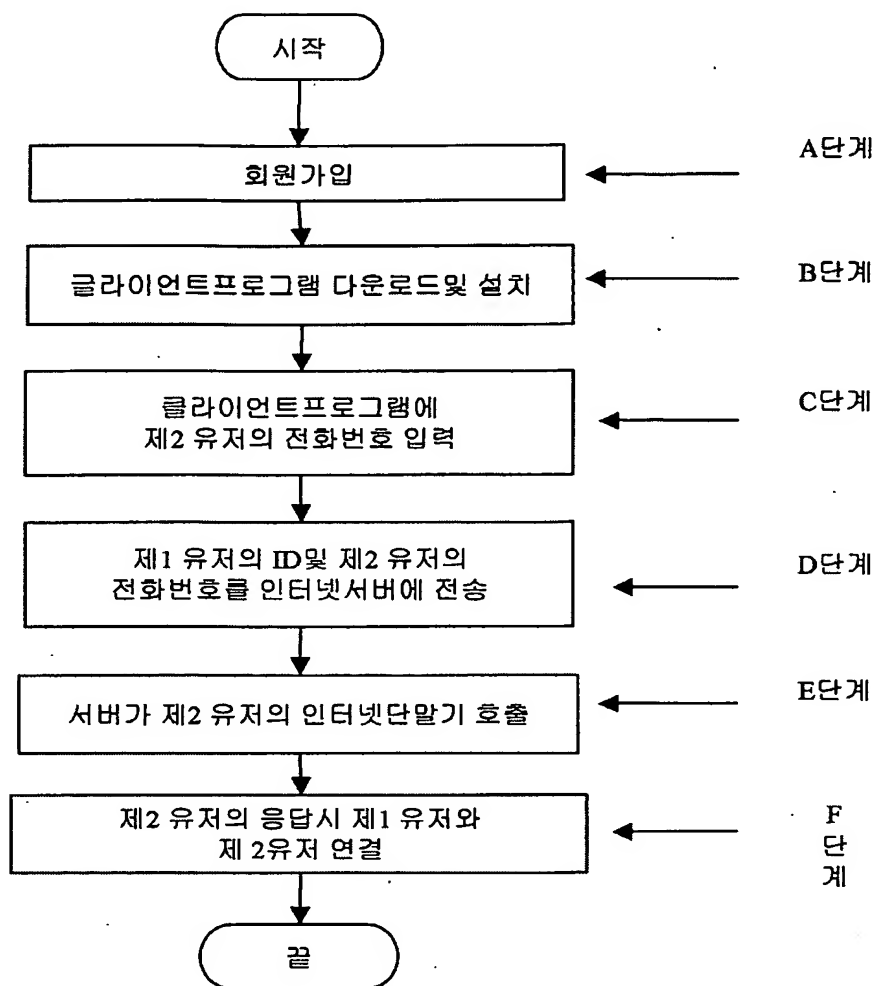 시작
회원가입
A단계
클라이언트프로그램 다운로드및 설치
B단계
클라이언트프로그램에
제2 유저의 전화번호 입력
C단계
제1 유저의 ID및 제2 유저의
전화번호를 인터넷서버에 전송
D단계
서버가 제2 유저의 인터넷단말기 호출
E단계
제2 유저의 응답시 제1 유저와
제 2유저 연결
F
단
계
끝